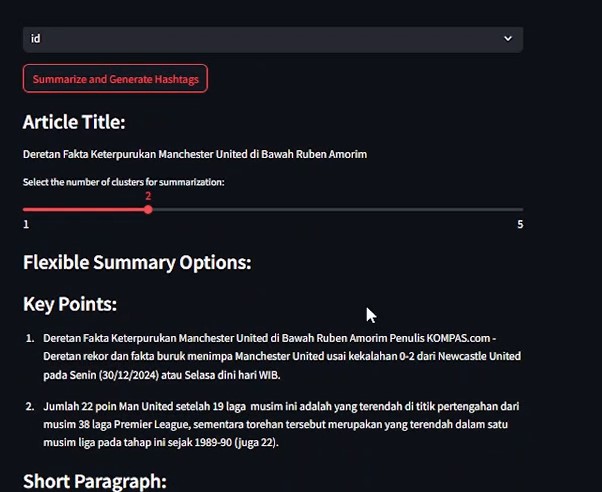 id
Summarize and Generate Hashtags
Article Title:
Deretan Fakta Keterpurukan Manchester United di Bawah Ruben Amorim
Select the number of clusters for summarization:
2
1 5
Flexible Summary Options:
Key Points:
1. Deretan Fakta Keterpurukan Manchester United di Bawah Ruben Amorim Penulis KOMPAS.com -
Deretan rekor dan fakta buruk menimpa Manchester United usai kekalahan 0-2 dari Newcastle United
pada Senin (30/12/2024) atau Selasa dini hari WIB.
2. Jumlah 22 poin Man United setelah 19 laga musim ini adalah yang terendah di titik pertengahan dari
musim 38 laga Premier League, sementara torehan tersebut merupakan yang terendah dalam satu
musim liga pada tahap ini sejak 1989-90 (juga 22).
Short Paragraph: